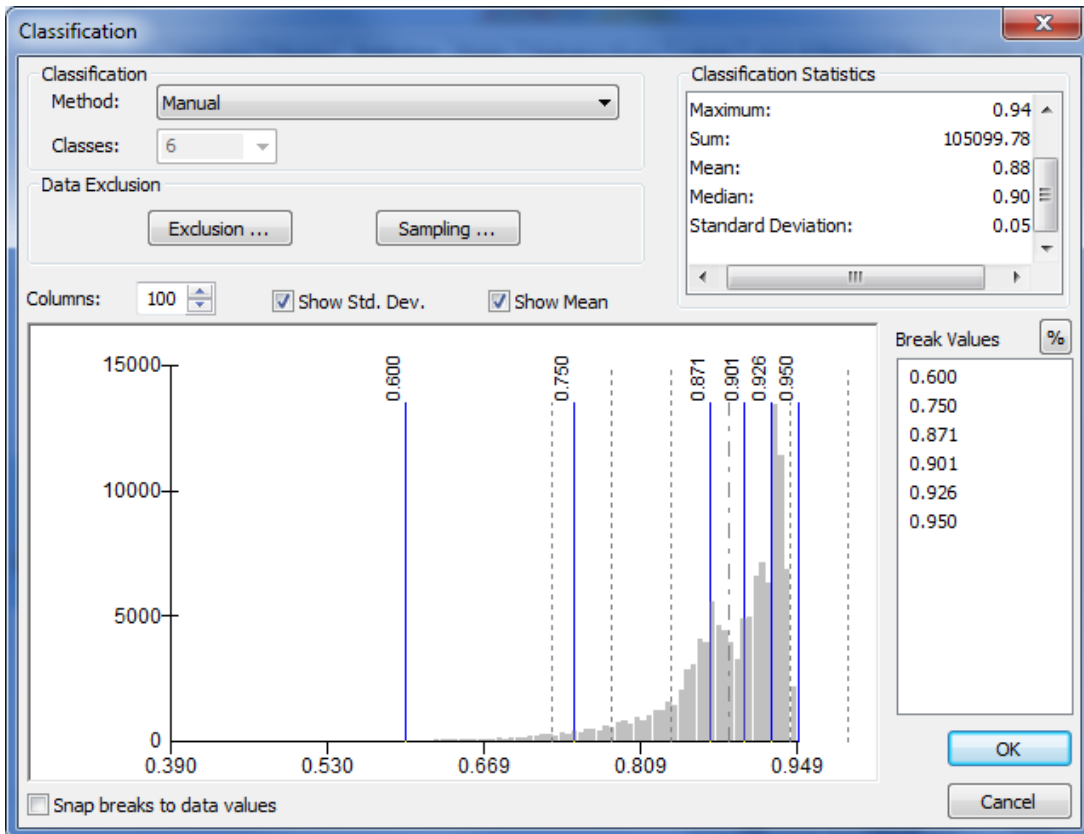 Classification
Classification
Method: Manual
Classes: 6
Data Exclusion
Exclusion ...
Sampling ...
Classification Statistics
Maximum: 0.94
Sum: 105099.78
Mean: 0.88
Median: 0.90
Standard Deviation: 0.05
Columns: 100
Show Std. Dev.
Show Mean
Break Values
%
0.600
0.750
0.871
0.901
0.926
0.950
15000
10000
5000
0
0.600
0.750
0.871
0.901
0.926
0.950
0.390
0.530
0.669
0.809
0.949
Snap breaks to data values
OK
Cancel